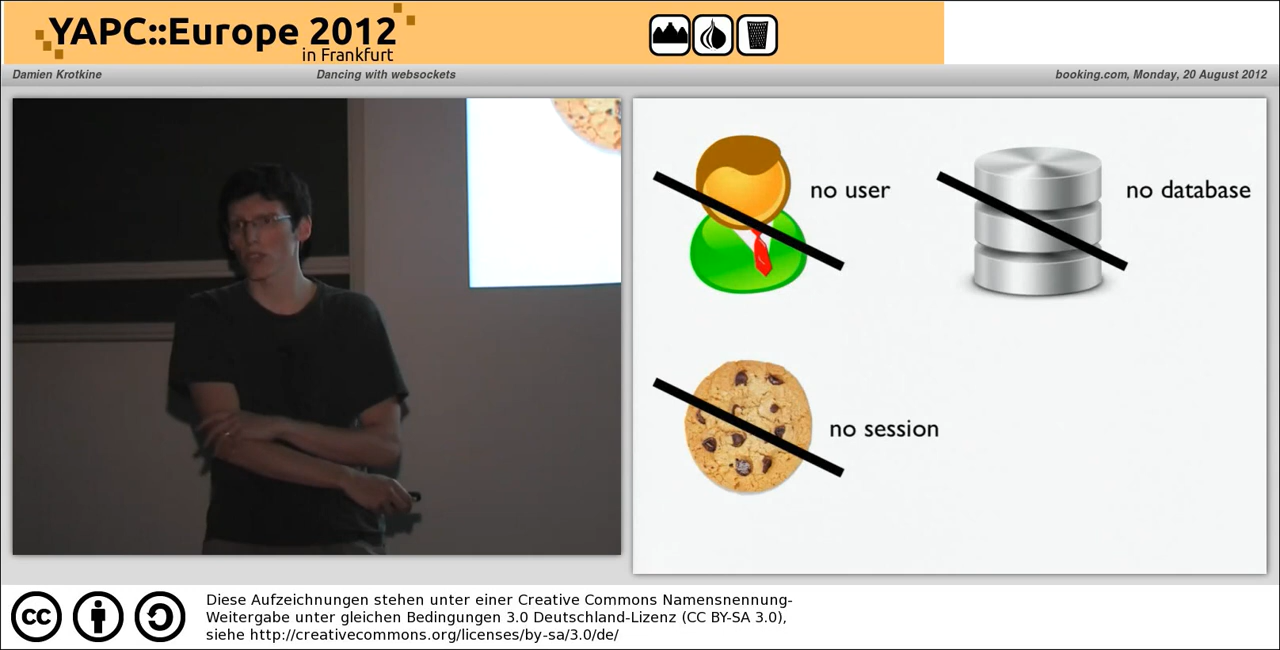 YAPC::Europe 2012
in Frankfurt
Damien Krotkine
Dancing with websockets
booking.com, Monday, 20 August 2012
no user
no database
no session
cc
Diese Aufzeichnungen stehen unter einer Creative Commons Namensnennung-
Weitergabe unter gleichen Bedingungen 3.0 Deutschland-Lizenz (CC BY-SA 3.0),
siehe http://creativecommons.org/licenses/by-sa/3.0/de/